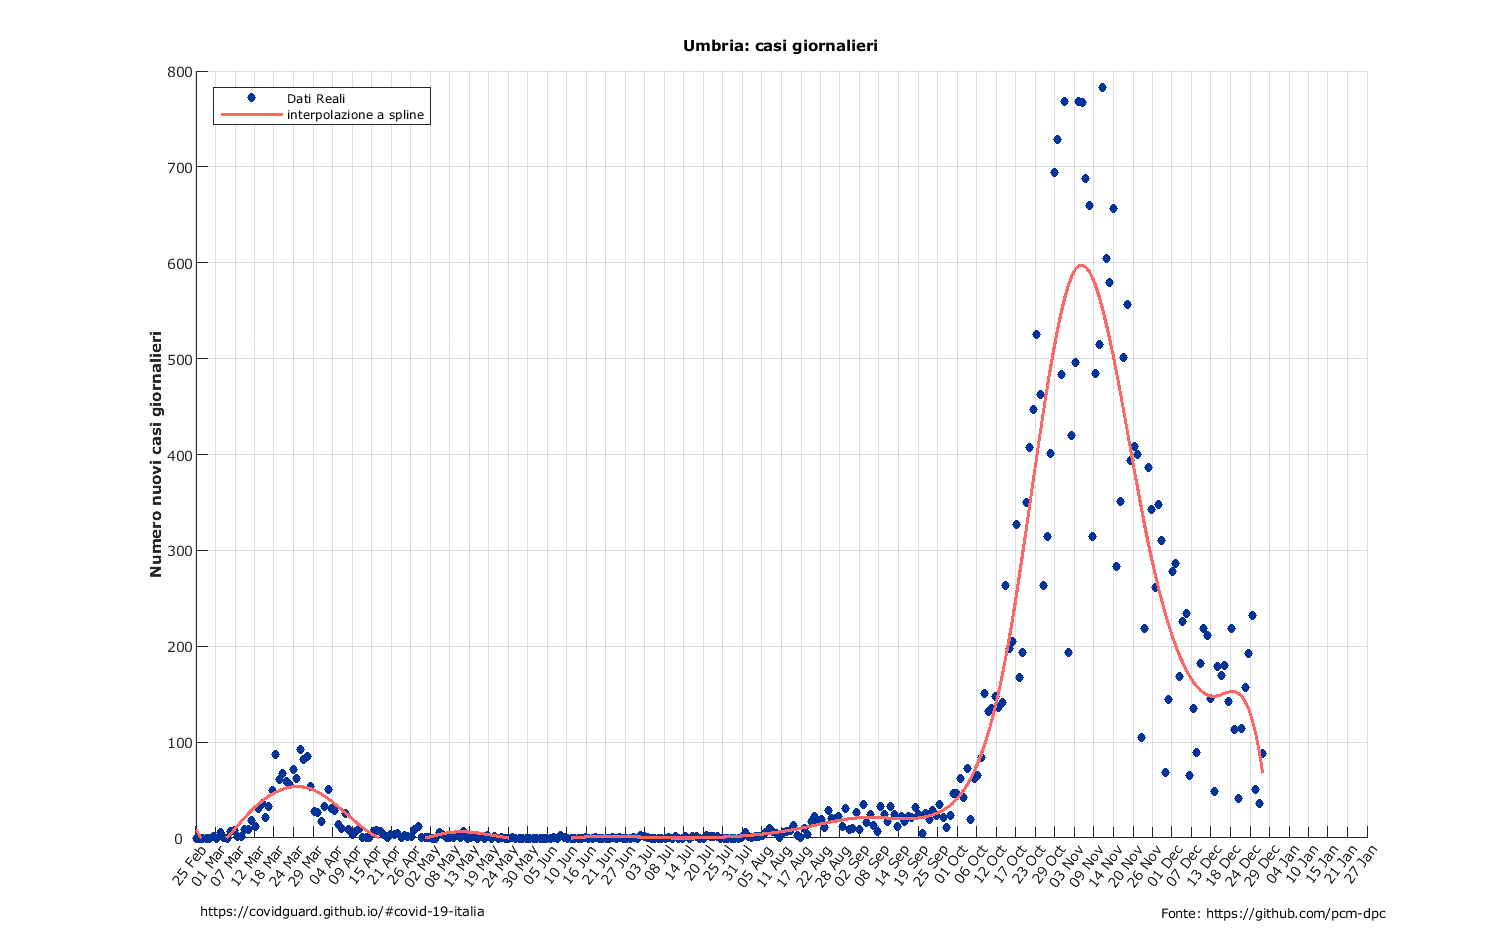 Umbria: casi giornalieri
Dati Reali
interpolazione a spline
Numero nuovi casi giornalieri
800
700
600
500
400
300
200
100
0
25 Feb
01 Mar
07 Mar
12 Mar
18 Mar
24 Mar
29 Mar
04 Apr
09 Apr
15 Apr
21 Apr
26 Apr
02 May
08 May
13 May
19 May
24 May
30 May
05 Jun
10 Jun
16 Jun
21 Jun
27 Jun
03 Jul
08 Jul
14 Jul
20 Jul
25 Jul
31 Jul
05 Aug
11 Aug
17 Aug
22 Aug
28 Aug
02 Sep
08 Sep
14 Sep
19 Sep
25 Oct
01 Oct
06 Oct
12 Oct
17 Oct
23 Oct
29 Oct
03 Nov
09 Nov
14 Nov
20 Nov
26 Nov
01 Dec
07 Dec
13 Dec
18 Dec
24 Dec
29 Dec
04 Jan
10 Jan
15 Jan
21 Jan
27 Jan
https://covidguard.github.io/#covid-19-italia
Fonte: https://github.com/pcm-dpc